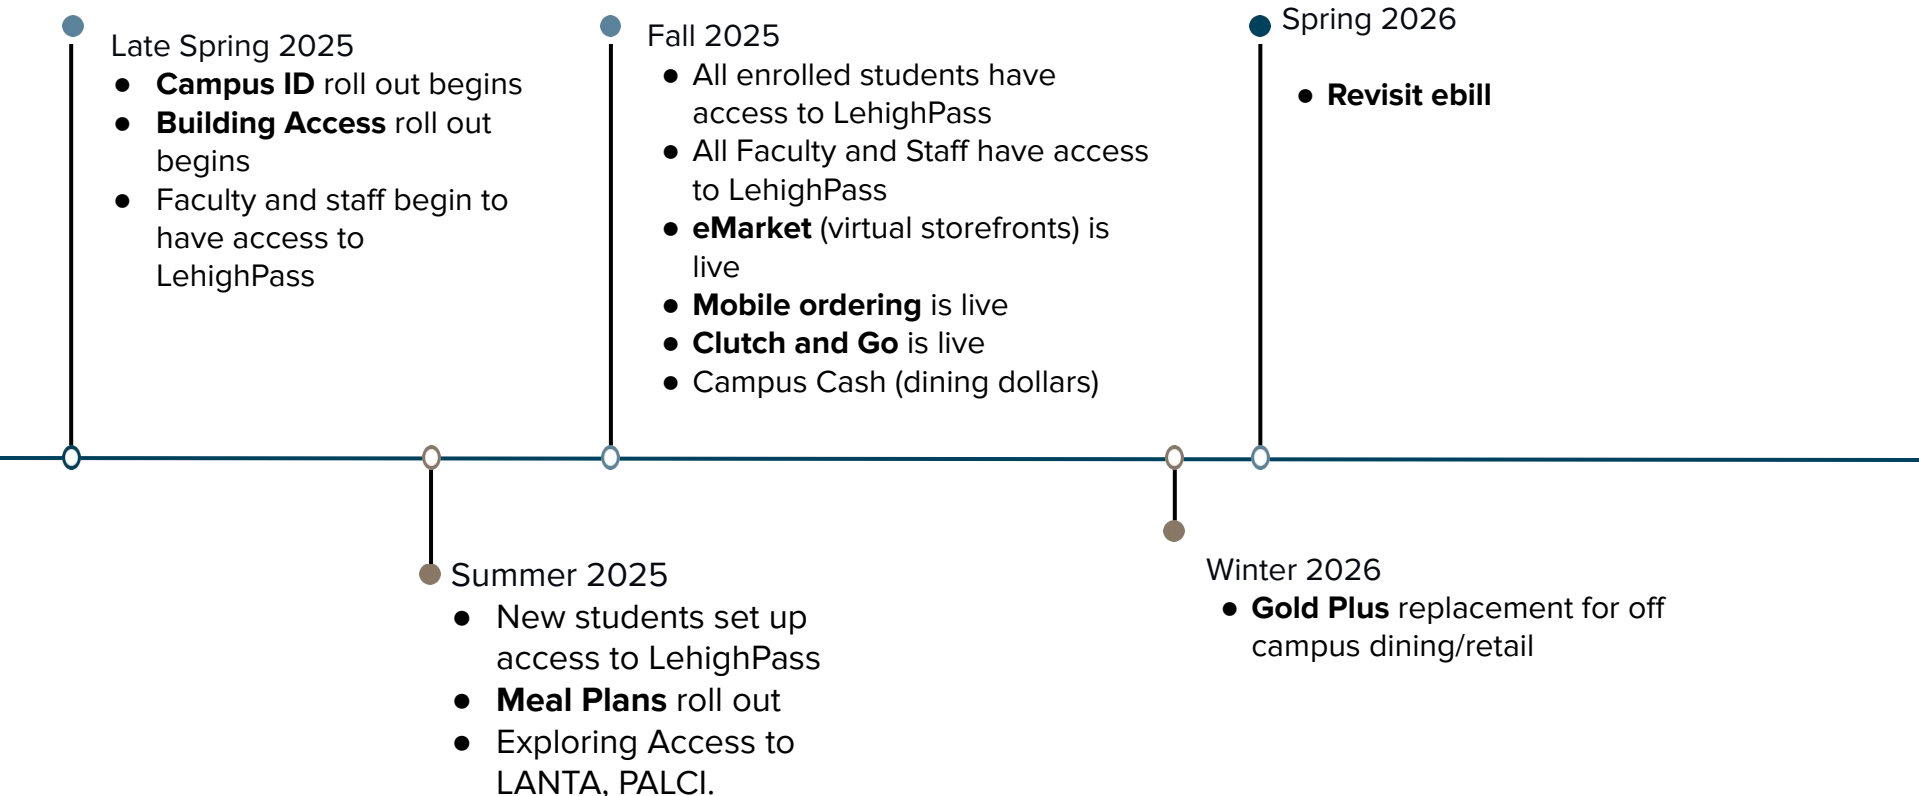 Late Spring 2025
● Campus ID roll out begins
● Building Access roll out
begins
● Faculty and staff begin to
have access to
LehighPass
Fall 2025
● All enrolled students have
access to LehighPass
● All Faculty and Staff have access
to LehighPass
● eMarket (virtual storefronts) is
live
● Mobile ordering is live
● Clutch and Go is live
● Campus Cash (dining dollars)
Spring 2026
● Revisit ebill
Summer 2025
● New students set up
access to LehighPass
● Meal Plans roll out
● Exploring Access to
LANTA, PALCI.
Winter 2026
● Gold Plus replacement for off
campus dining/retail